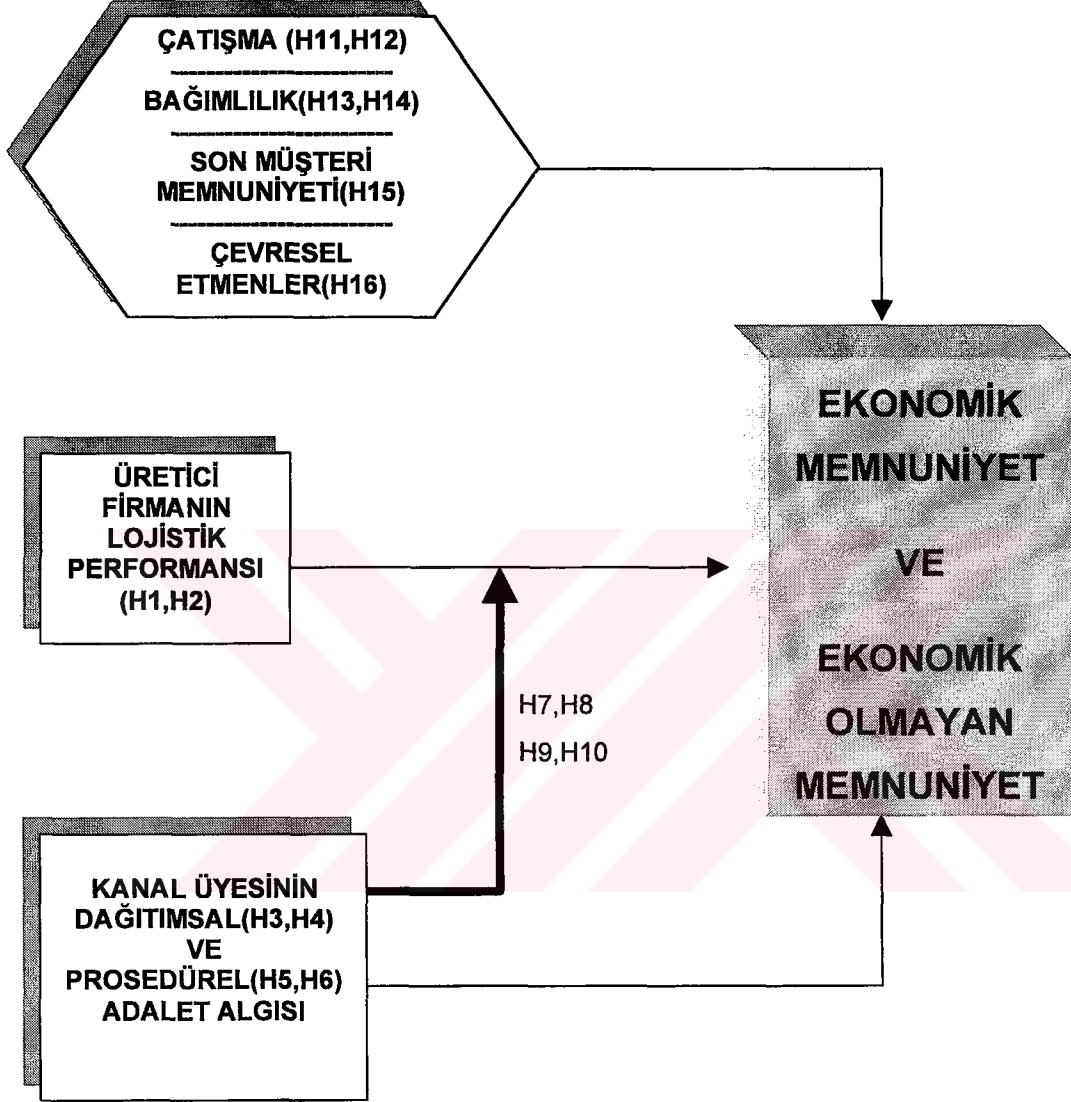 ÇATIŞMA (H11,H12)
BAĞIMLILIK(H13,H14)
SON MÜŞTERİ
MEMNUNİYETİ(H15)
ÇEVRESEL
ETMENLER(H16)
EKONOMİK
MEMNUNİYET
VE
EKONOMİK
OLMAYAN
MEMNUNİYET
ÜRETİCİ
FİRMANIN
LOJİSTİK
PERFORMANSI
(H1,H2)
H7,H8
H9,H10
KANAL ÜYESİNİN
DAĞITIMSAL(H3,H4)
VE
PROSEDÜREL(H5,H6)
ADALET ALGISI